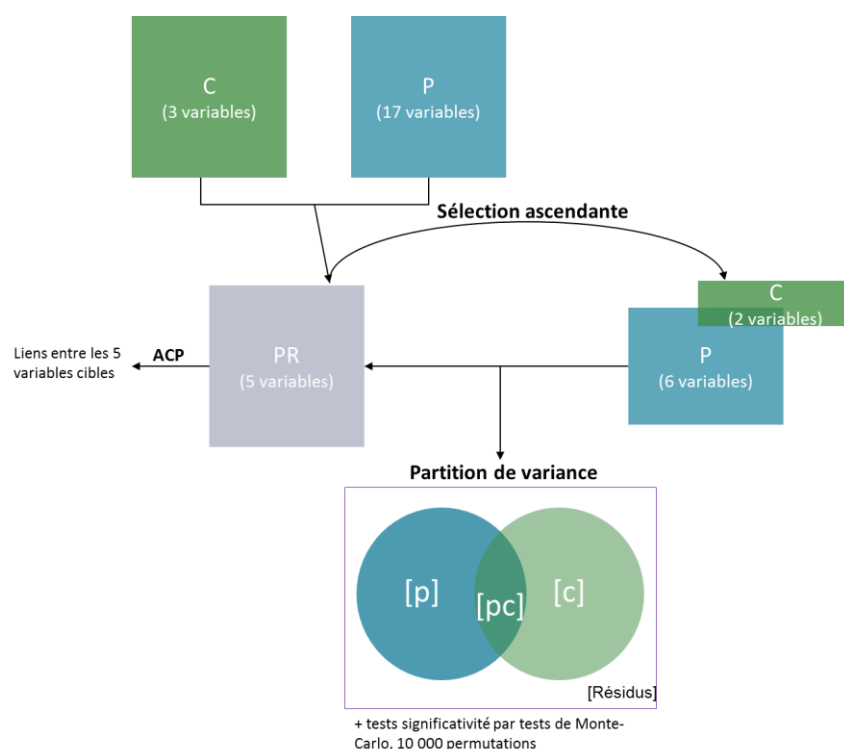 C
(3 variables)
P
(17 variables)
Sélection ascendante
C
(2 variables)
Liens entre les 5
variables cibles
ACP
PR
(5 variables)
P
(6 variables)
Partition de variance
[p]
[pc]
[c]
[Résidus]
+ tests significativité par tests de Monte-
Carlo, 10 000 permutations